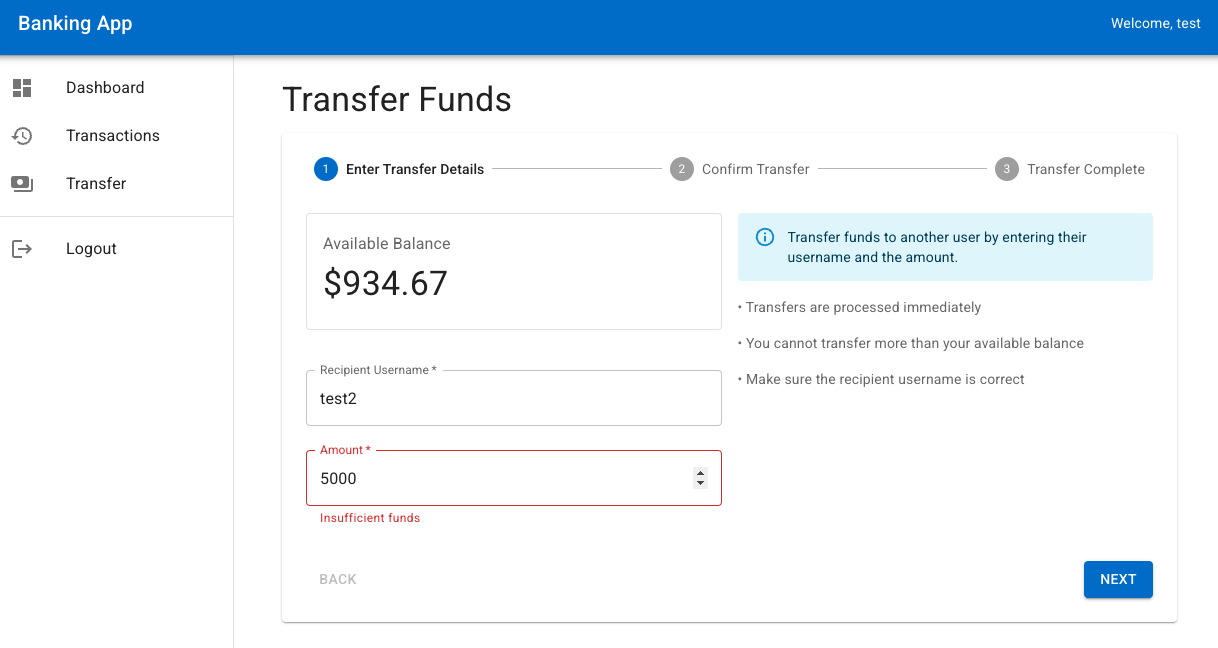 Banking App
Welcome, test
Dashboard
Transactions
Transfer
Logout
Transfer Funds
1 Enter Transfer Details
2 Confirm Transfer
3 Transfer Complete
Available Balance
$934.67
Recipient Username *
test2
Amount *
5000
Insufficient funds
Transfer funds to another user by entering their
username and the amount.
• Transfers are processed immediately
• You cannot transfer more than your available balance
• Make sure the recipient username is correct
BACK
NEXT